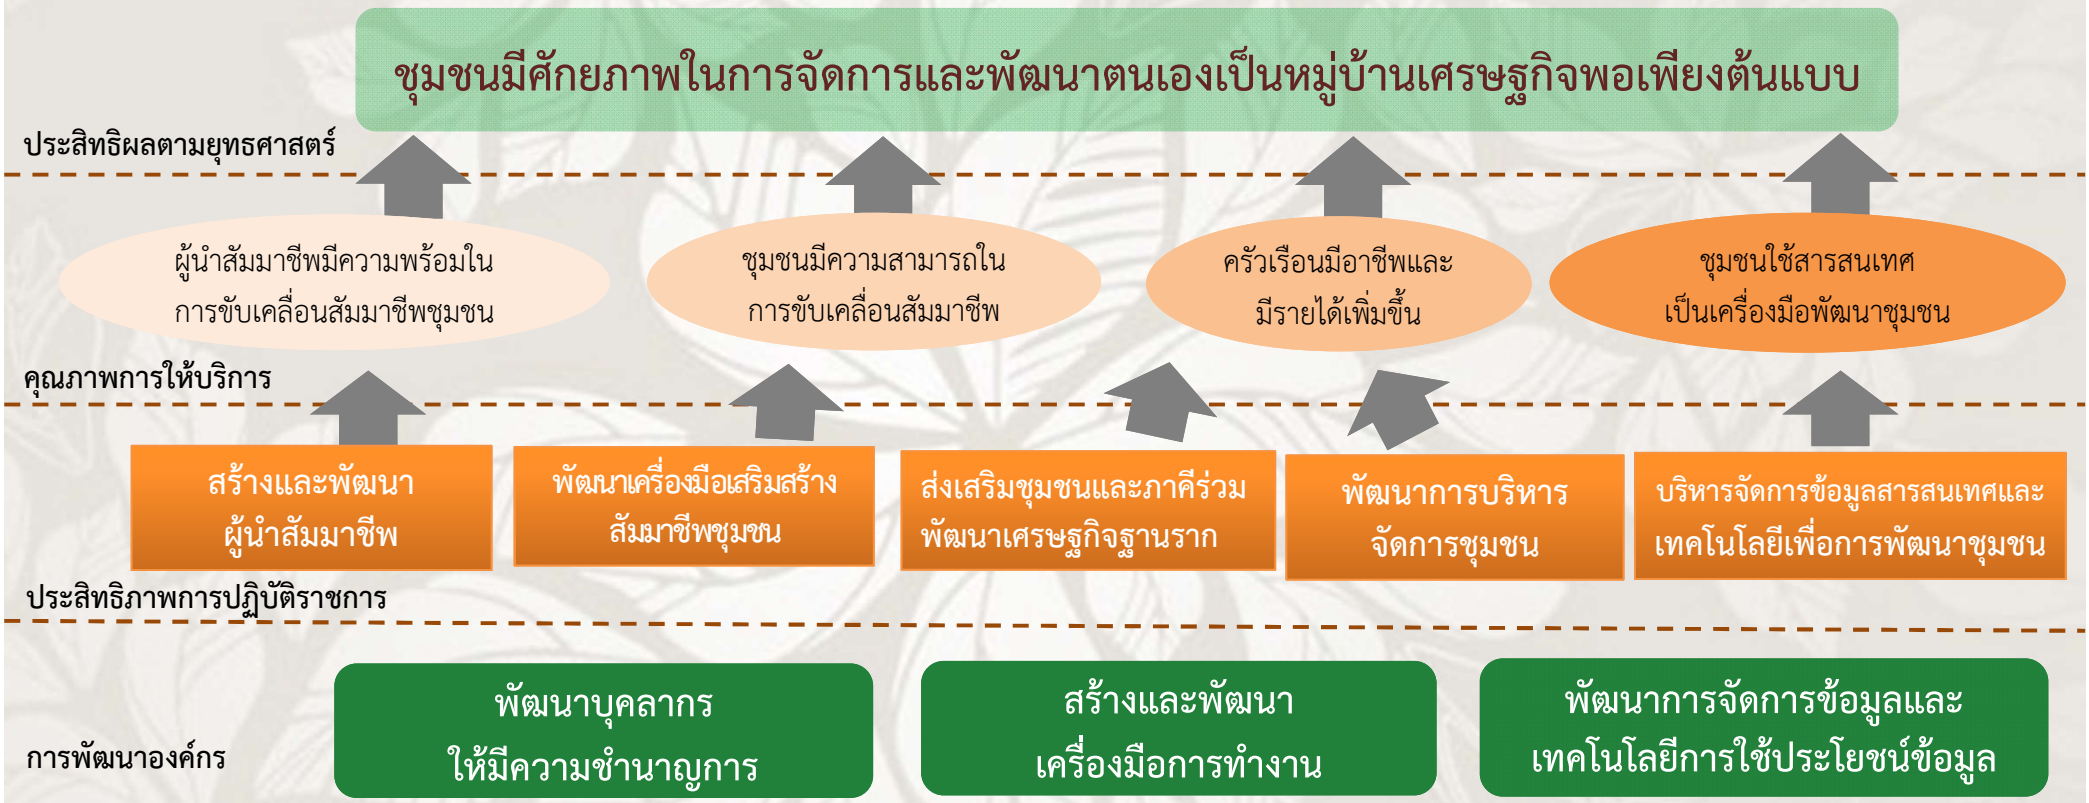 ชุมชนมีศักยภาพในการจัดการและพัฒนาตนเองเป็นหมู่บ้านเศรษฐกิจพอเพียงต้นแบบ
ประสิทธิผลตามยุทธศาสตร์
ผู้นำสัมมาชีพมีความพร้อมใน
การขับเคลื่อนสัมมาชีพชุมชน
ชุมชนมีความสามารถใน
การขับเคลื่อนสัมมาชีพ
ครัวเรือนมีอาชีพและ
มีรายได้เพิ่มขึ้น
ชุมชนใช้สารสนเทศ
เป็นเครื่องมือพัฒนาชุมชน
คุณภาพการให้บริการ
สร้างและพัฒนา
ผู้นำสัมมาชีพ
พัฒนาเครื่องมือเสริมสร้าง
สัมมาชีพชุมชน
ส่งเสริมชุมชนและภาคีร่วม
พัฒนาเศรษฐกิจฐานราก
พัฒนาการบริหาร
จัดการชุมชน
บริหารจัดการข้อมูลสารสนเทศและ
เทคโนโลยีเพื่อการพัฒนาชุมชน
ประสิทธิภาพการปฏิบัติราชการ
พัฒนาบุคลากร
ให้มีความชำนาญการ
สร้างและพัฒนา
เครื่องมือการทำงาน
พัฒนาการจัดการข้อมูลและ
เทคโนโลยีการใช้ประโยชน์ข้อมูล
การพัฒนาองค์กร